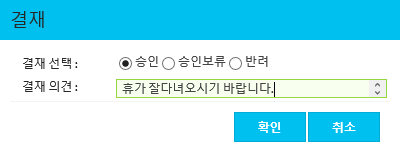 결재
결재 선택 : 승인 승인보류 반려
결재 의견 : 휴가 잘다녀오시기 바랍니다.
확인 취소